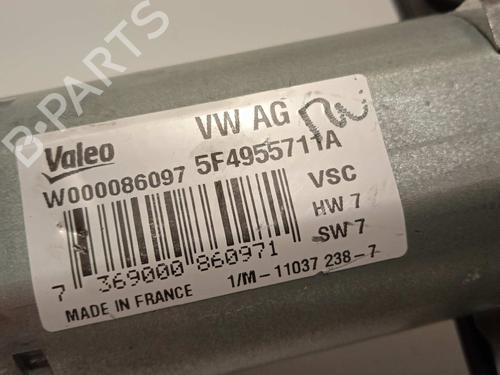 B-PARTS
VW AG
Valeo
W000086097 5F4955711A
VSC
HW 7
SW 7
7 369000 860971
1/M-11037 238-7
MADE IN FRANCE